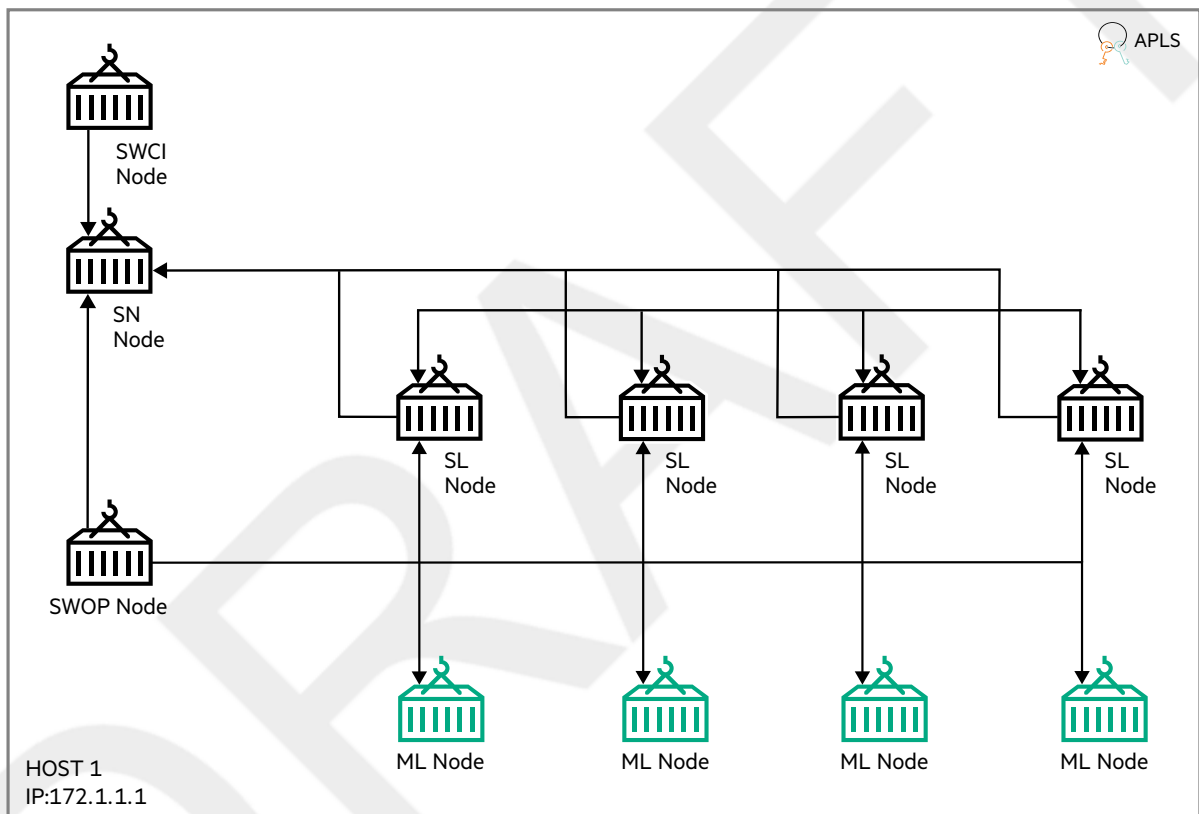 APLS
SWCI
Node
SN
Node
SL
Node
SL
Node
SL
Node
SL
Node
SWOP Node
ML Node
ML Node
ML Node
ML Node
HOST 1
IP:172.1.1.1
DRAFT